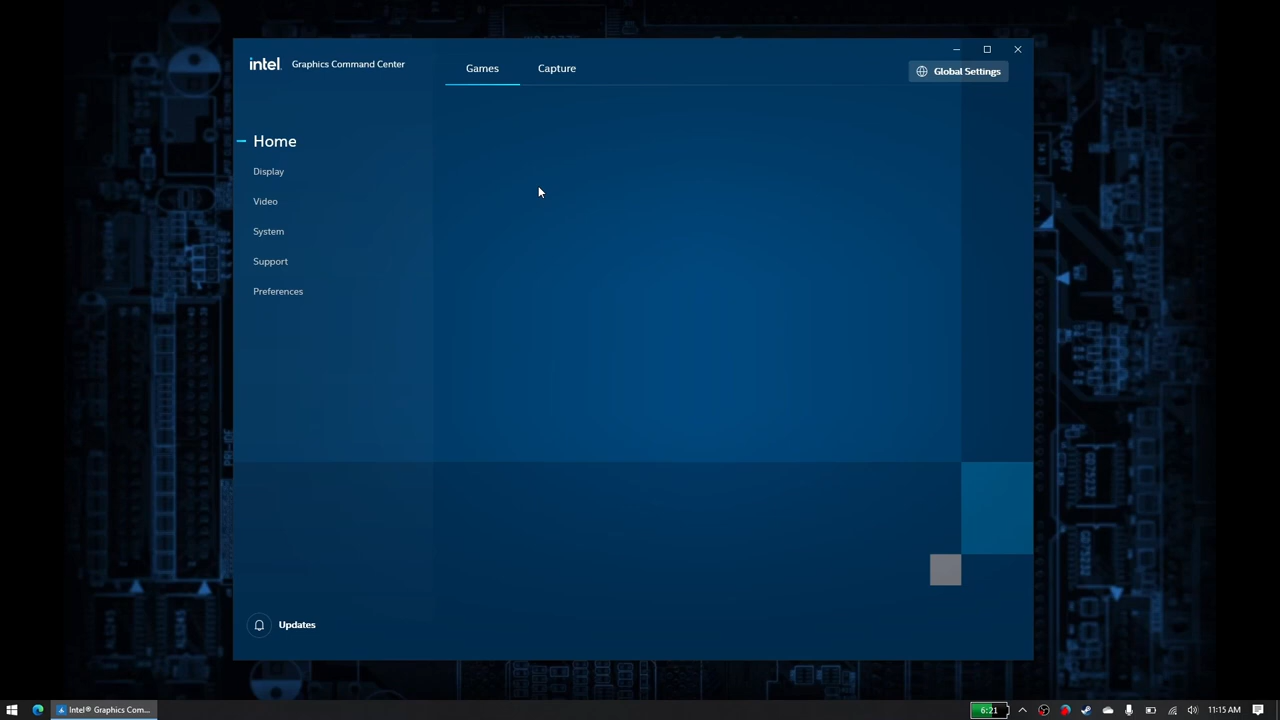 intel. Graphics Command Center
Games
Capture
Global Settings
Home
Display
Video
System
Support
Preferences
Updates
Intel® Graphics Com...
6:21
11:15 AM